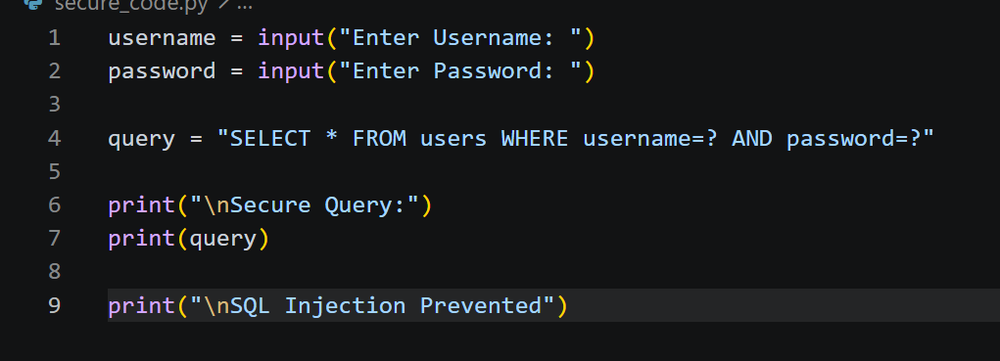 secure_code.py > ...
1 username = input("Enter Username: ")
2 password = input("Enter Password: ")
3
4 query = "SELECT * FROM users WHERE username=? AND password=?"
5
6 print("\nSecure Query:")
7 print(query)
8
9 print("\nSQL Injection Prevented")